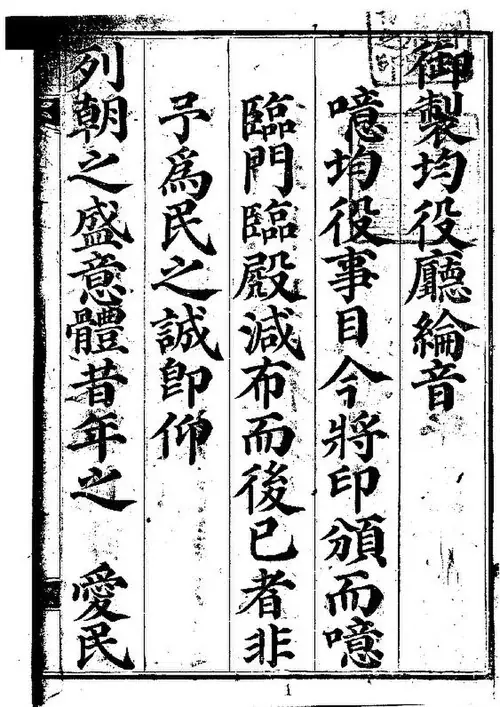 御製均役廳綸音
噫均役事目今將印頒而噫
臨門臨殿減布而後已者非
予爲民之誠卽仰
列朝之盛意體昔年之 愛民
1